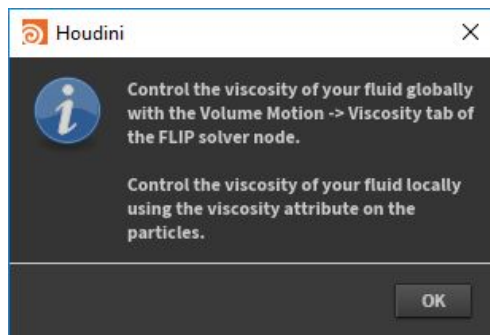 Houdini
Control the viscosity of your fluid globally
with the Volume Motion -> Viscosity tab of
the FLIP solver node.
Control the viscosity of your fluid locally
using the viscosity attribute on the
particles.
OK